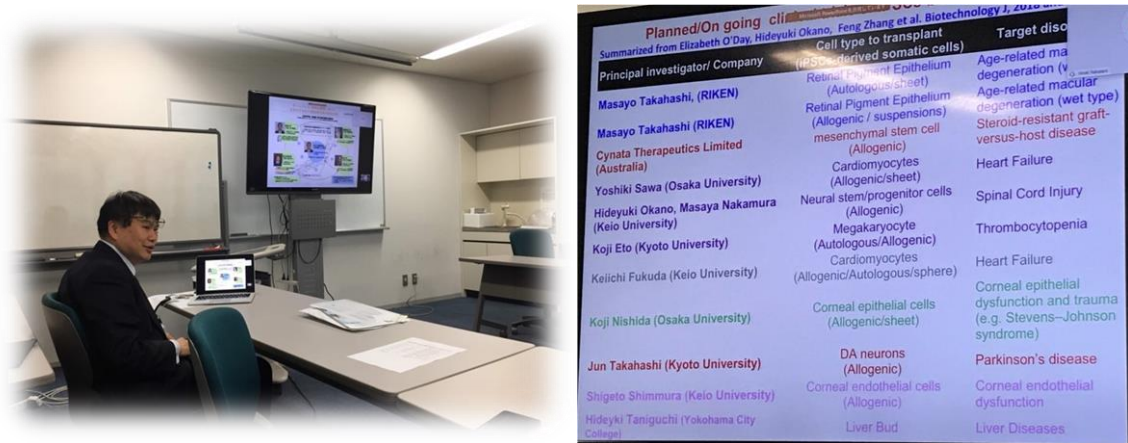 Planned/On going cli
Summarized from Elizabeth O'Day, Hideyuki Okano, Feng Zhang et al. Biotechnology J, 2018
Principal investigator/ Company
Cell type to transplant
(iPSCs-derived somatic cells)
Target diso
Masayo Takahashi, (RIKEN)
Retinal Pigment Epithelium
(Autologous/sheet)
Age-related ma
degeneration (w
Masayo Takahashi (RIKEN)
Retinal Pigment Epithelium
(Allogenic / suspensions)
Age-related macular
degeneration (wet type)
Cynata Therapeutics Limited
(Australia)
mesenchymal stem cell
(Allogenic)
Steroid-resistant graft-
versus-host disease
Yoshiki Sawa (Osaka University)
Cardiomyocytes
(Allogenic/sheet)
Heart Failure
Hideyuki Okano, Masaya Nakamura
(Keio University)
Neural stem/progenitor cells
(Allogenic)
Spinal Cord Injury
Koji Eto (Kyoto University)
Megakaryocyte
(Autologous/Allogenic)
Thrombocytopenia
Keiichi Fukuda (Keio University)
Cardiomyocytes
(Allogenic/Autologous/sphere)
Heart Failure
Koji Nishida (Osaka University)
Corneal epithelial cells
(Allogenic/sheet)
Corneal epithelial
dysfunction and trauma
(e.g. Stevens–Johnson
syndrome)
Jun Takahashi (Kyoto University)
DA neurons
(Allogenic)
Parkinson's disease
Shigeto Shimmura (Keio University)
Corneal endothelial cells
(Allogenic)
Corneal endothelial
dysfunction
Hideyki Taniguchi (Yokohama City
College)
Liver Bud
Liver Diseases